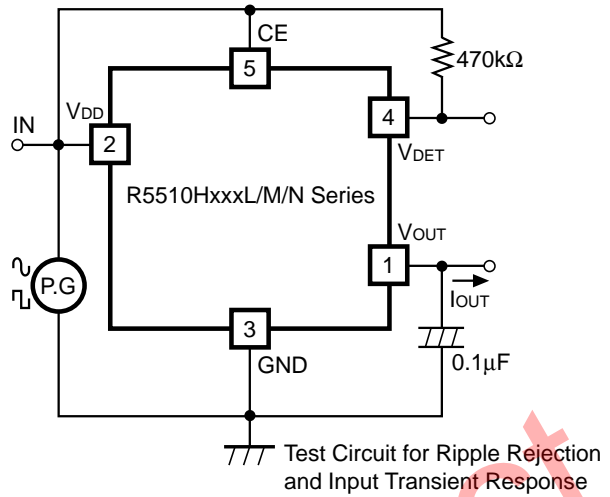 CE
5
470kΩ
VDD
IN
2
4
VDET
R5510HxxxL/M/N Series
VOUT
1
P.G
IOUT
3
GND
0.1μF
Test Circuit for Ripple Rejection
and Input Transient Response